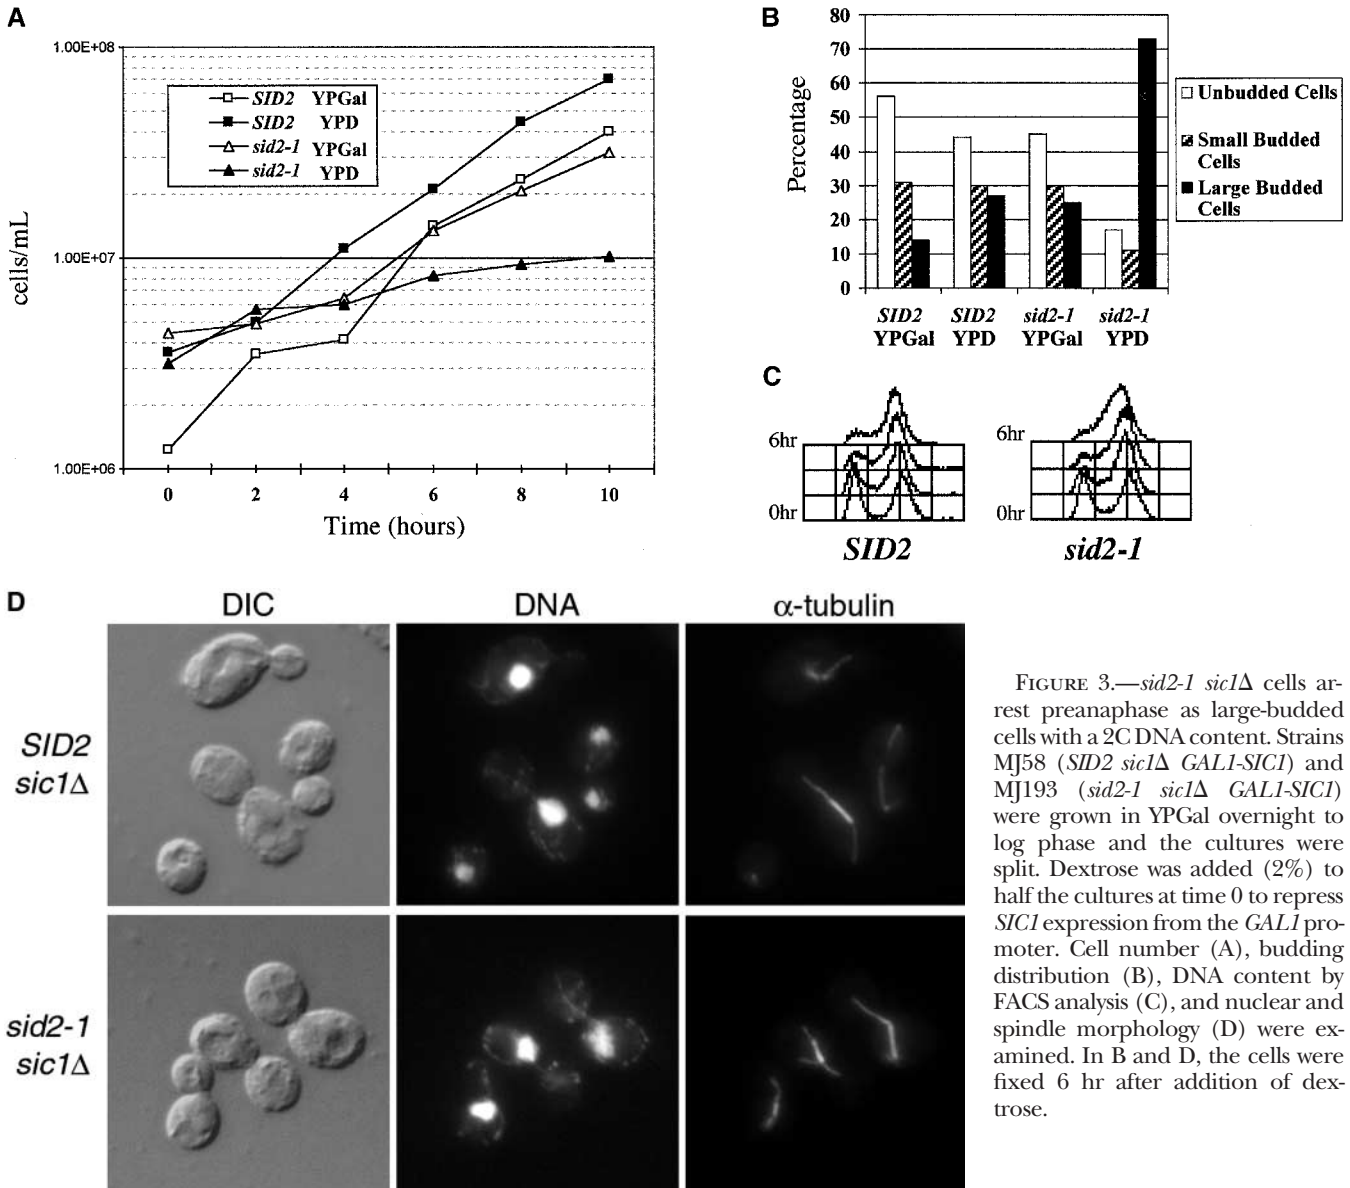 A
1.00E+08
1.00E+07
1.00E+06
cells/mL
SID2 YPGal
SID2 YPD
sid2-1 YPGal
sid2-1 YPD
0 2 4 6 8 10
Time (hours)
B
80
70
60
50
40
30
20
10
0
Percentage
SID2 SID2 sid2-1 sid2-1
YPGal YPD YPGal YPD
Unbudded Cells
Small Budded
Cells
Large Budded
Cells
C
6hr
0hr
SID2
6hr
0hr
sid2-1
D
DIC DNA α-tubulin
SID2
sic1Δ
sid2-1
sic1Δ
FIGURE 3.—sid2-1 sic1Δ cells ar-
rest preanaphase as large-budded
cells with a 2C DNA content. Strains
MJ58 (SID2 sic1Δ GAL1-SIC1) and
MJ193 (sid2-1 sic1Δ GAL1-SIC1)
were grown in YPGal overnight to
log phase and the cultures were
split. Dextrose was added (2%) to
half the cultures at time 0 to repress
SIC1 expression from the GAL1 pro-
moter. Cell number (A), budding
distribution (B), DNA content by
FACS analysis (C), and nuclear and
spindle morphology (D) were ex-
amined. In B and D, the cells were
fixed 6 hr after addition of dex-
trose.